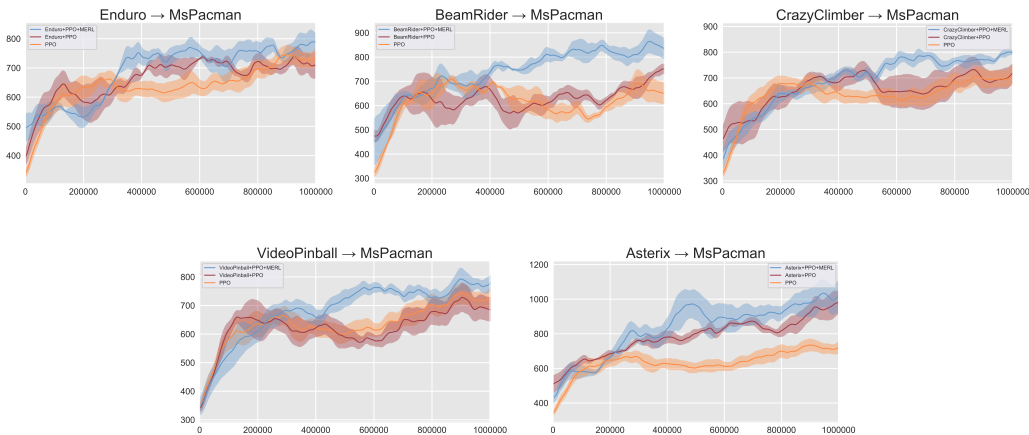 Enduro → MsPacman
Enduro+PPO+MERL
Enduro+PPO
PPO
800
700
600
500
400
0 200000 400000 600000 800000 1000000
BeamRider → MsPacman
BeamRider+PPO+MERL
BeamRider+PPO
PPO
900
800
700
600
500
400
300
0 200000 400000 600000 800000 1000000
CrazyClimber → MsPacman
CrazyClimber+PPO+MERL
CrazyClimber+PPO
PPO
900
800
700
600
500
400
300
0 200000 400000 600000 800000 1000000
VideoPinball → MsPacman
VideoPinball+PPO+MERL
VideoPinball+PPO
PPO
800
700
600
500
400
300
0 200000 400000 600000 800000 1000000
Asterix → MsPacman
Asterix+PPO+MERL
Asterix+PPO
PPO
1200
1000
800
600
400
0 200000 400000 600000 800000 1000000